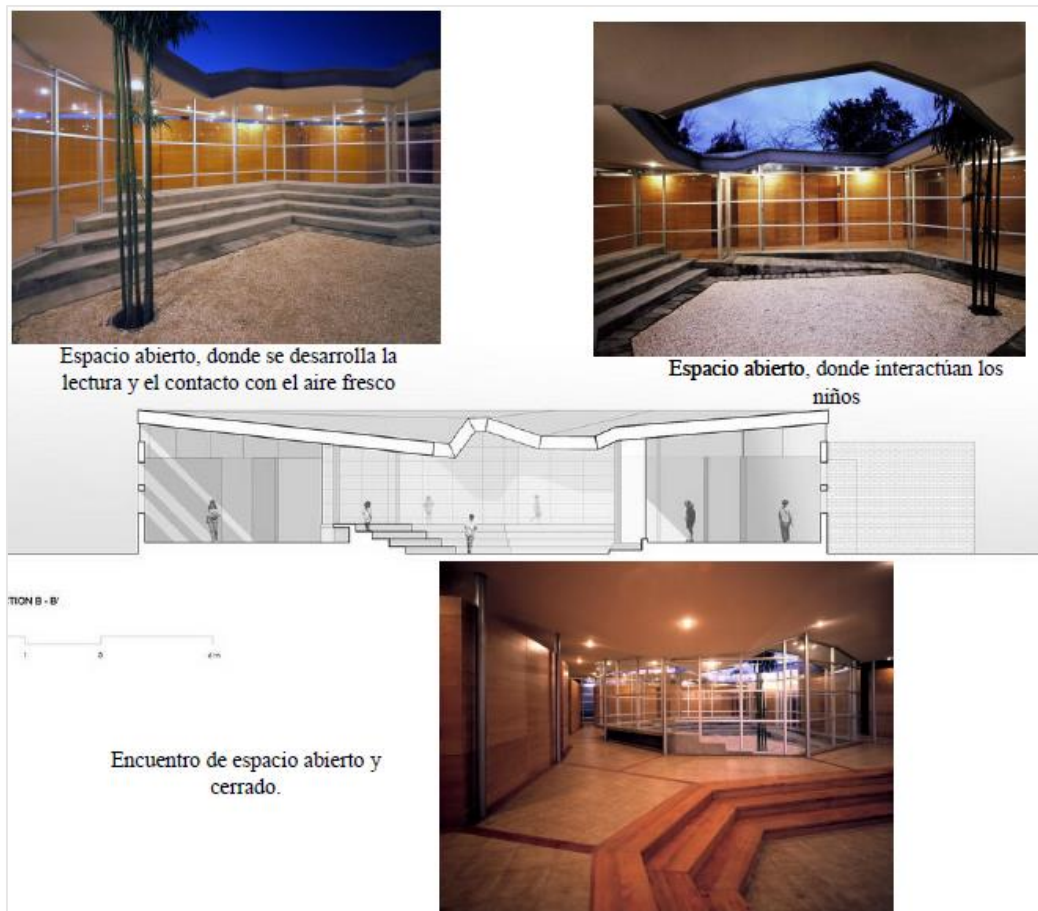 Espacio abierto, donde se desarrolla la
lectura y el contacto con el aire fresco
Espacio abierto, donde interactúan los
niños
TION B - B'
1
Encuentro de espacio abierto y
cerrado.